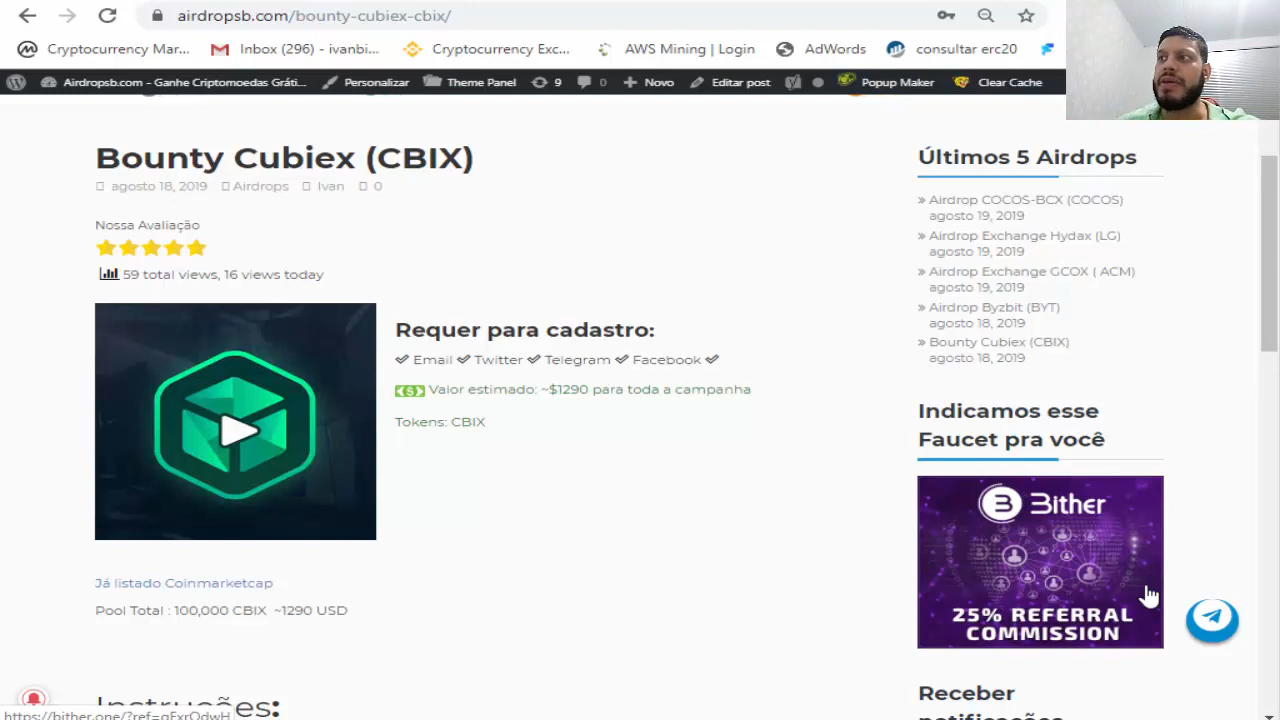 airdropsb.com/bounty-cubiex-cbix/
Cryptocurrency Mar...
Inbox (296) - ivanbi...
Cryptocurrency Exc...
AWS Mining | Login
AdWords
consultar erc20
Airdropsb.com – Ganhe Criptomoedas Gráti...
Personalizar
Theme Panel
9
0
Novo
Editar post
Popup Maker
Clear Cache
Bounty Cubiex (CBIX)
agosto 18, 2019 Airdrops Ivan 0
Nossa Avaliação
59 total views, 16 views today
Requer para cadastro:
Email Twitter Telegram Facebook
Valor estimado: ~$1290 para toda a campanha
Tokens: CBIX
Já listado Coinmarketcap
Pool Total : 100,000 CBIX ~1290 USD
Instruções:
Últimos 5 Airdrops
» Airdrop COCOS-BCX (COCOS)
agosto 19, 2019
» Airdrop Exchange Hydax (LG)
agosto 19, 2019
» Airdrop Exchange GCOX ( ACM)
agosto 19, 2019
» Airdrop Byzbit (BYT)
agosto 18, 2019
» Bounty Cubiex (CBIX)
agosto 18, 2019
Indicamos esse
Faucet pra você
Bither
25% REFERRAL
COMMISSION
Receber
notificações